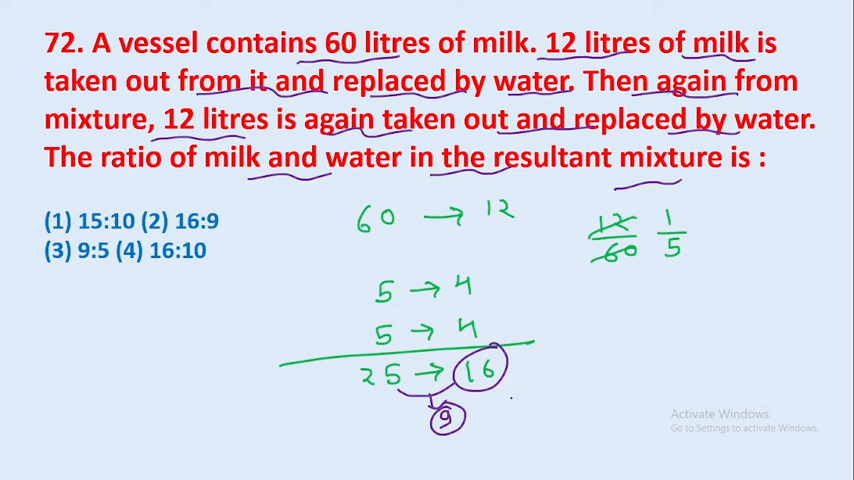 72. A vessel contains 60 litres of milk. 12 litres of milk is
taken out from it and replaced by water. Then again from
mixture, 12 litres is again taken out and replaced by water.
The ratio of milk and water in the resultant mixture is :
(1) 15:10 (2) 16:9
(3) 9:5 (4) 16:10
60 → 12
12/60 1/5
5 → 4
5 → 4
25 → 16
9
Activate Windows
Go to Settings to activate Windows.